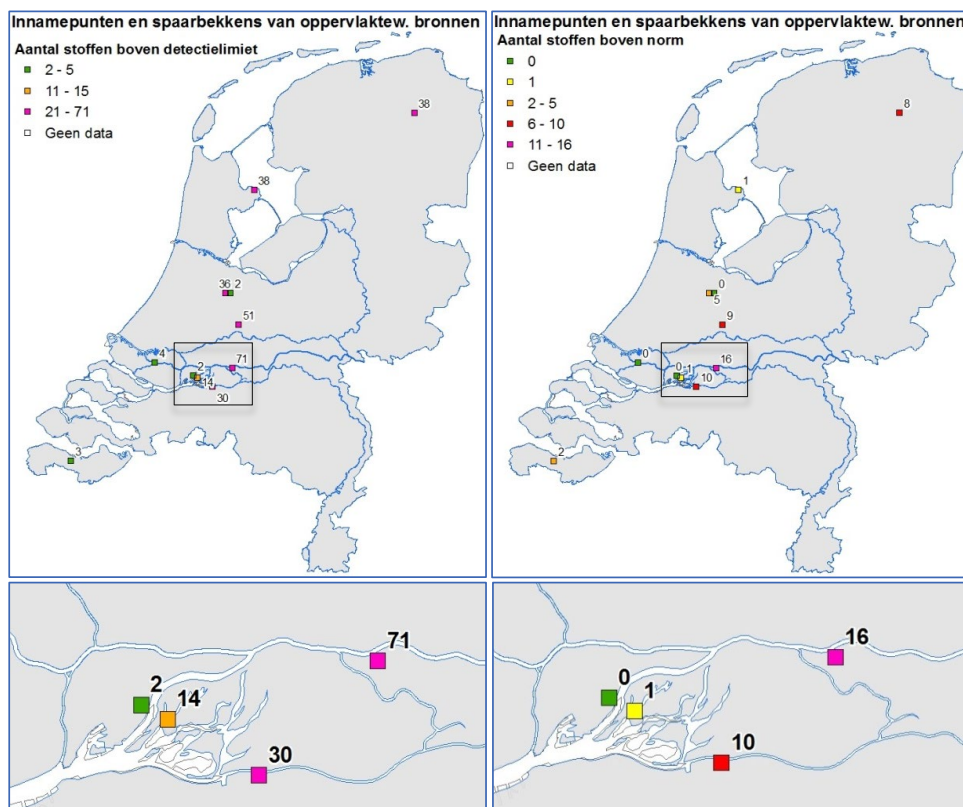 Innamepunten en spaarbekkens van oppervlaktew. bronnen
Aantal stoffen boven detectielimiet
2 - 5
11 - 15
21 - 71
Geen data
38
38
36 2
51
4
71
2
14
30
3
Innamepunten en spaarbekkens van oppervlaktew. bronnen
Aantal stoffen boven norm
0
1
2 - 5
6 - 10
11 - 16
Geen data
8
1
0
5
9
0
16
0 1
10
2
71
2
14
30
16
0
1
10